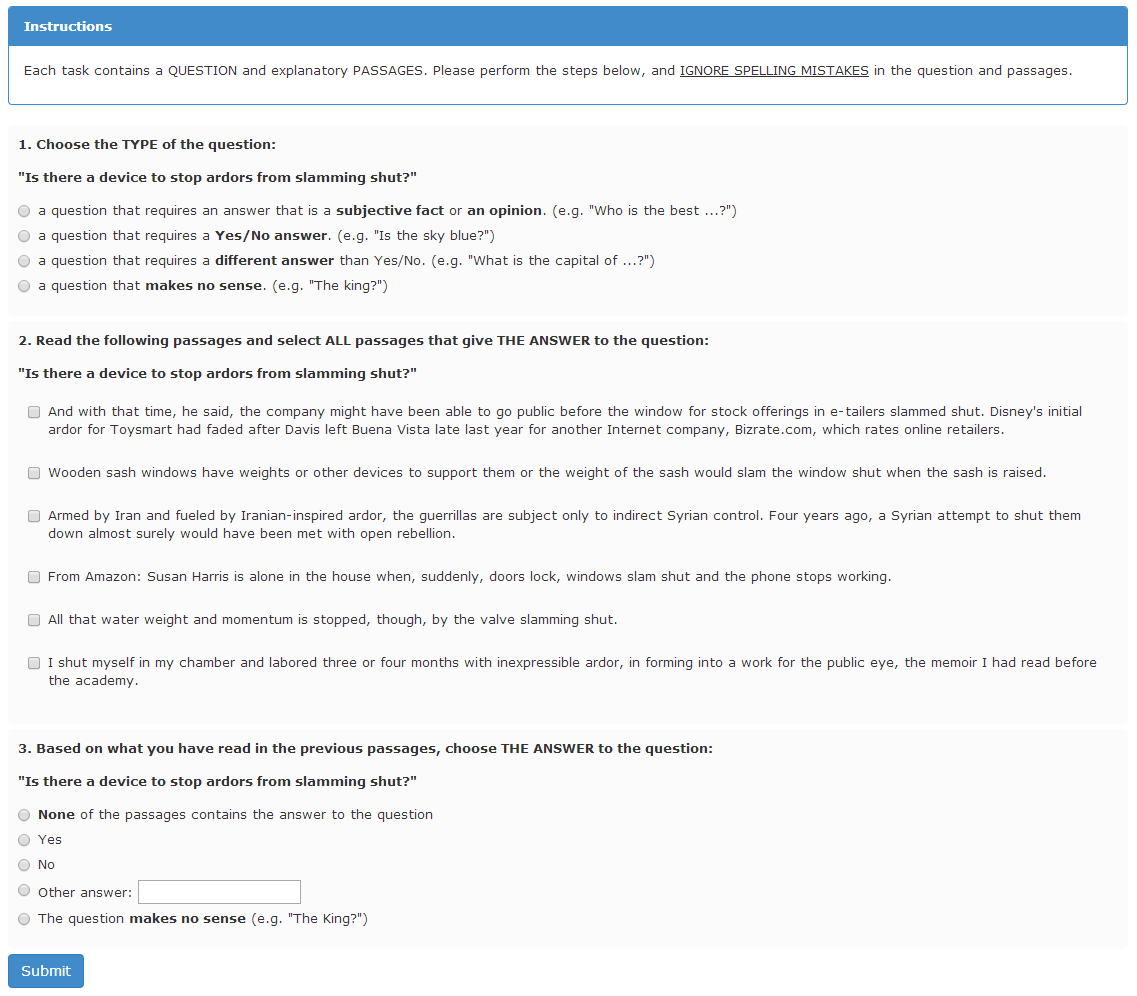 Instructions
Each task contains a QUESTION and explanatory PASSAGES. Please perform the steps below, and IGNORE SPELLING MISTAKES in the question and passages.
1. Choose the TYPE of the question:
"Is there a device to stop ardors from slamming shut?"
a question that requires an answer that is a subjective fact or an opinion. (e.g. "Who is the best ...?")
a question that requires a Yes/No answer. (e.g. "Is the sky blue?")
a question that requires a different answer than Yes/No. (e.g. "What is the capital of ...?")
a question that makes no sense. (e.g. "The king?")
2. Read the following passages and select ALL passages that give THE ANSWER to the question:
"Is there a device to stop ardors from slamming shut?"
And with that time, he said, the company might have been able to go public before the window for stock offerings in e-tailers slammed shut. Disney's initial
ardor for Toysmart had faded after Davis left Buena Vista late last year for another Internet company, Bizrate.com, which rates online retailers.
Wooden sash windows have weights or other devices to support them or the weight of the sash would slam the window shut when the sash is raised.
Armed by Iran and fueled by Iranian-inspired ardor, the guerrillas are subject only to indirect Syrian control. Four years ago, a Syrian attempt to shut them
down almost surely would have been met with open rebellion.
From Amazon: Susan Harris is alone in the house when, suddenly, doors lock, windows slam shut and the phone stops working.
All that water weight and momentum is stopped, though, by the valve slamming shut.
I shut myself in my chamber and labored three or four months with inexpressible ardor, in forming into a work for the public eye, the memoir I had read before
the academy.
3. Based on what you have read in the previous passages, choose THE ANSWER to the question:
"Is there a device to stop ardors from slamming shut?"
None of the passages contains the answer to the question
Yes
No
Other answer:
The question makes no sense (e.g. "The King?")
Submit